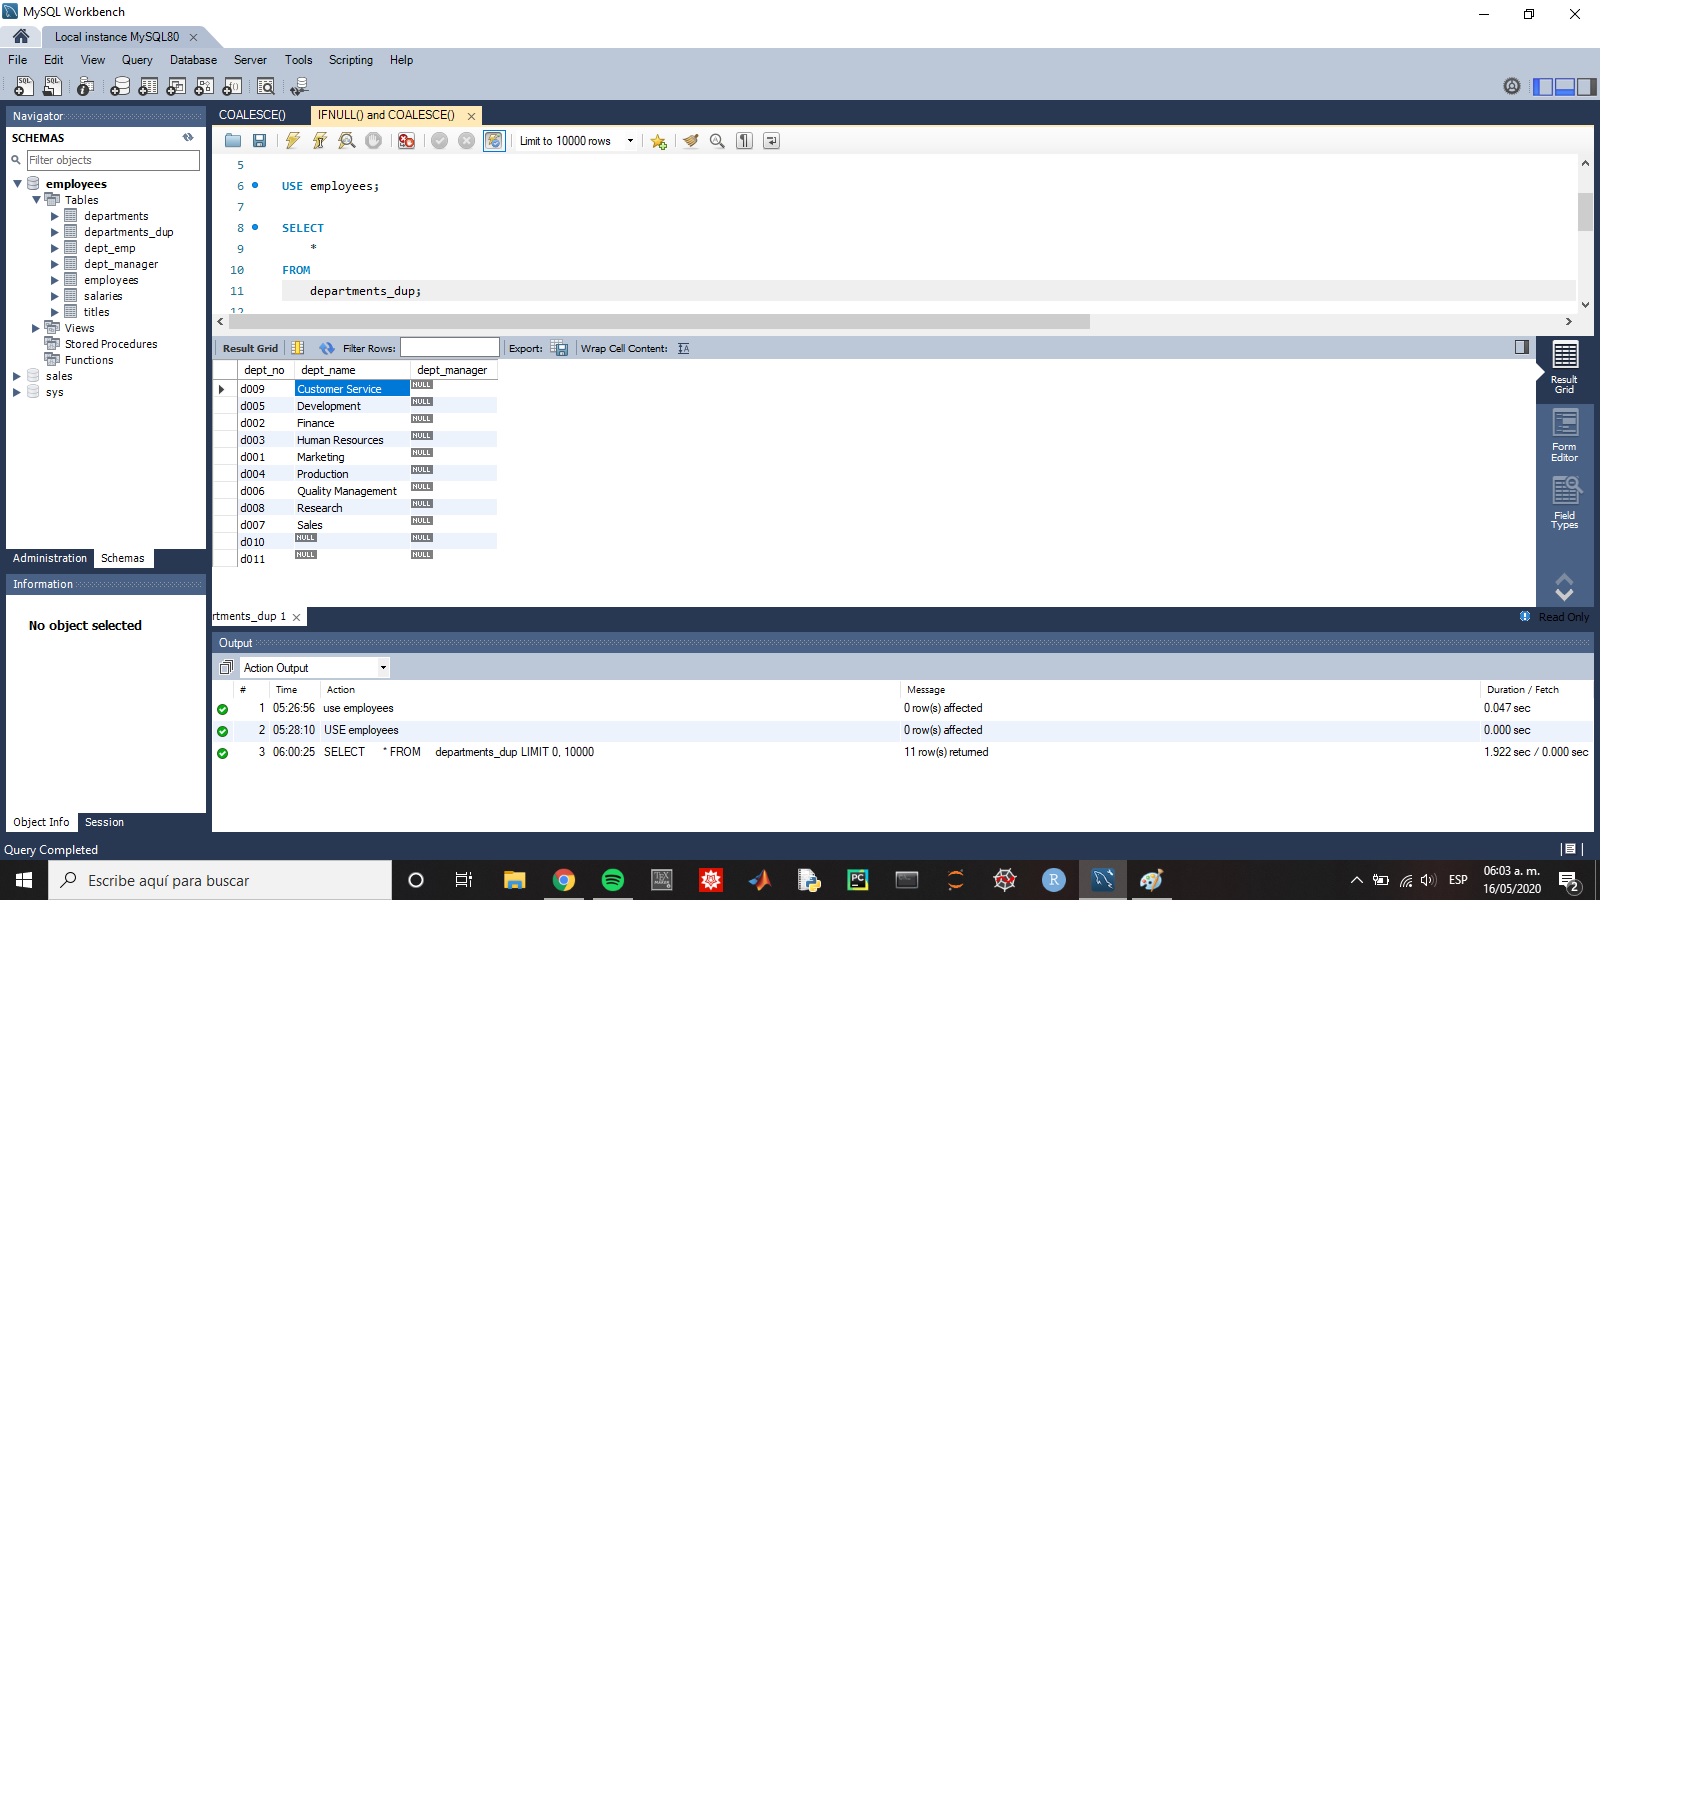 MySQL Workbench
Local instance MySQL80
File Edit View Query Database Server Tools Scripting Help
Navigator
SCHEMAS
Filter objects
employees
Tables
departments
departments_dup
dept_emp
dept_manager
employees
salaries
titles
Views
Stored Procedures
Functions
sales
sys
Administration Schemas
Information
No object selected
Object Info Session
COALESCE() IFNULL() and COALESCE()
Limit to 10000 rows
5
6 USE employees;
7
8 SELECT
9 *
10 FROM
11 departments_dup;
12
Result Grid Filter Rows: Export: Wrap Cell Content:
dept_no dept_name dept_manager
d009 Customer Service NULL
d005 Development NULL
d002 Finance NULL
d003 Human Resources NULL
d001 Marketing NULL
d004 Production NULL
d006 Quality Management NULL
d008 Research NULL
d007 Sales NULL
d010 NULL NULL
d011 NULL NULL
Result
Grid
Form
Editor
Field
Types
rtments_dup 1
Read Only
Output
Action Output
# Time Action Message Duration / Fetch
1 05:26:56 use employees 0 row(s) affected 0.047 sec
2 05:28:10 USE employees 0 row(s) affected 0.000 sec
3 06:00:25 SELECT * FROM departments_dup LIMIT 0, 10000 11 row(s) returned 1.922 sec / 0.000 sec
Query Completed
Escribe aquí para buscar
ESP
06:03 a. m.
16/05/2020
2